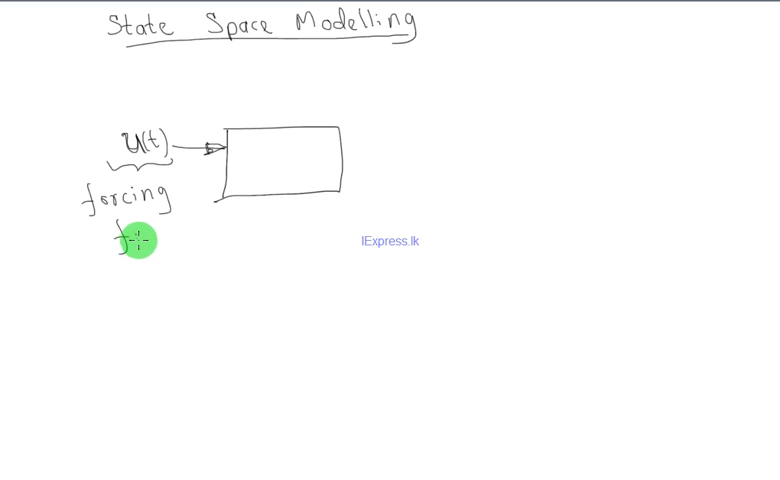 State Space Modelling
u(t)
forcing
f
IExpress.lk